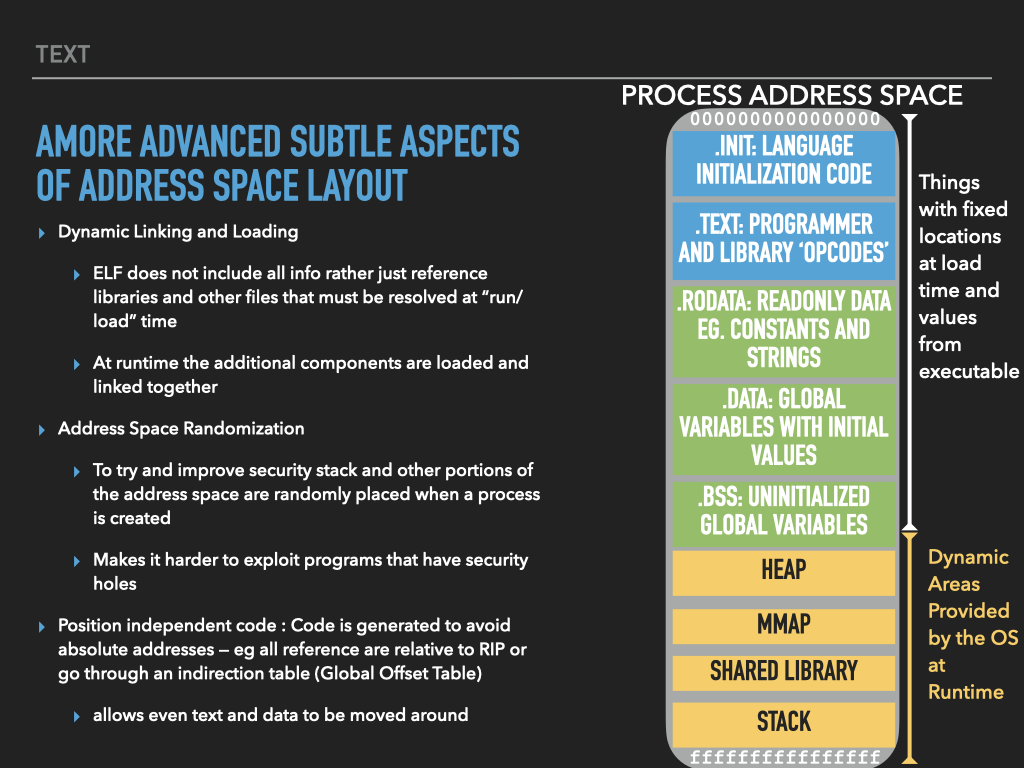 TEXT
AMORE ADVANCED SUBTLE ASPECTS
OF ADDRESS SPACE LAYOUT
Dynamic Linking and Loading
ELF does not include all info rather just reference
libraries and other files that must be resolved at “run/
load” time
At runtime the additional components are loaded and
linked together
Address Space Randomization
To try and improve security stack and other portions of
the address space are randomly placed when a process
is created
Makes it harder to exploit programs that have security
holes
Position independent code : Code is generated to avoid
absolute addresses – eg all reference are relative to RIP or
go through an indirection table (Global Offset Table)
allows even text and data to be moved around
PROCESS ADDRESS SPACE
0000000000000000
.INIT: LANGUAGE
INITIALIZATION CODE
.TEXT: PROGRAMMER
AND LIBRARY ‘OPCODES’
.RODATA: READONLY DATA
EG. CONSTANTS AND
STRINGS
.DATA: GLOBAL
VARIABLES WITH INITIAL
VALUES
.BSS: UNINITIALIZED
GLOBAL VARIABLES
HEAP
MMAP
SHARED LIBRARY
STACK
ffffffffffffffff
Things
with fixed
locations
at load
time and
values
from
executable
Dynamic
Areas
Provided
by the OS
at
Runtime